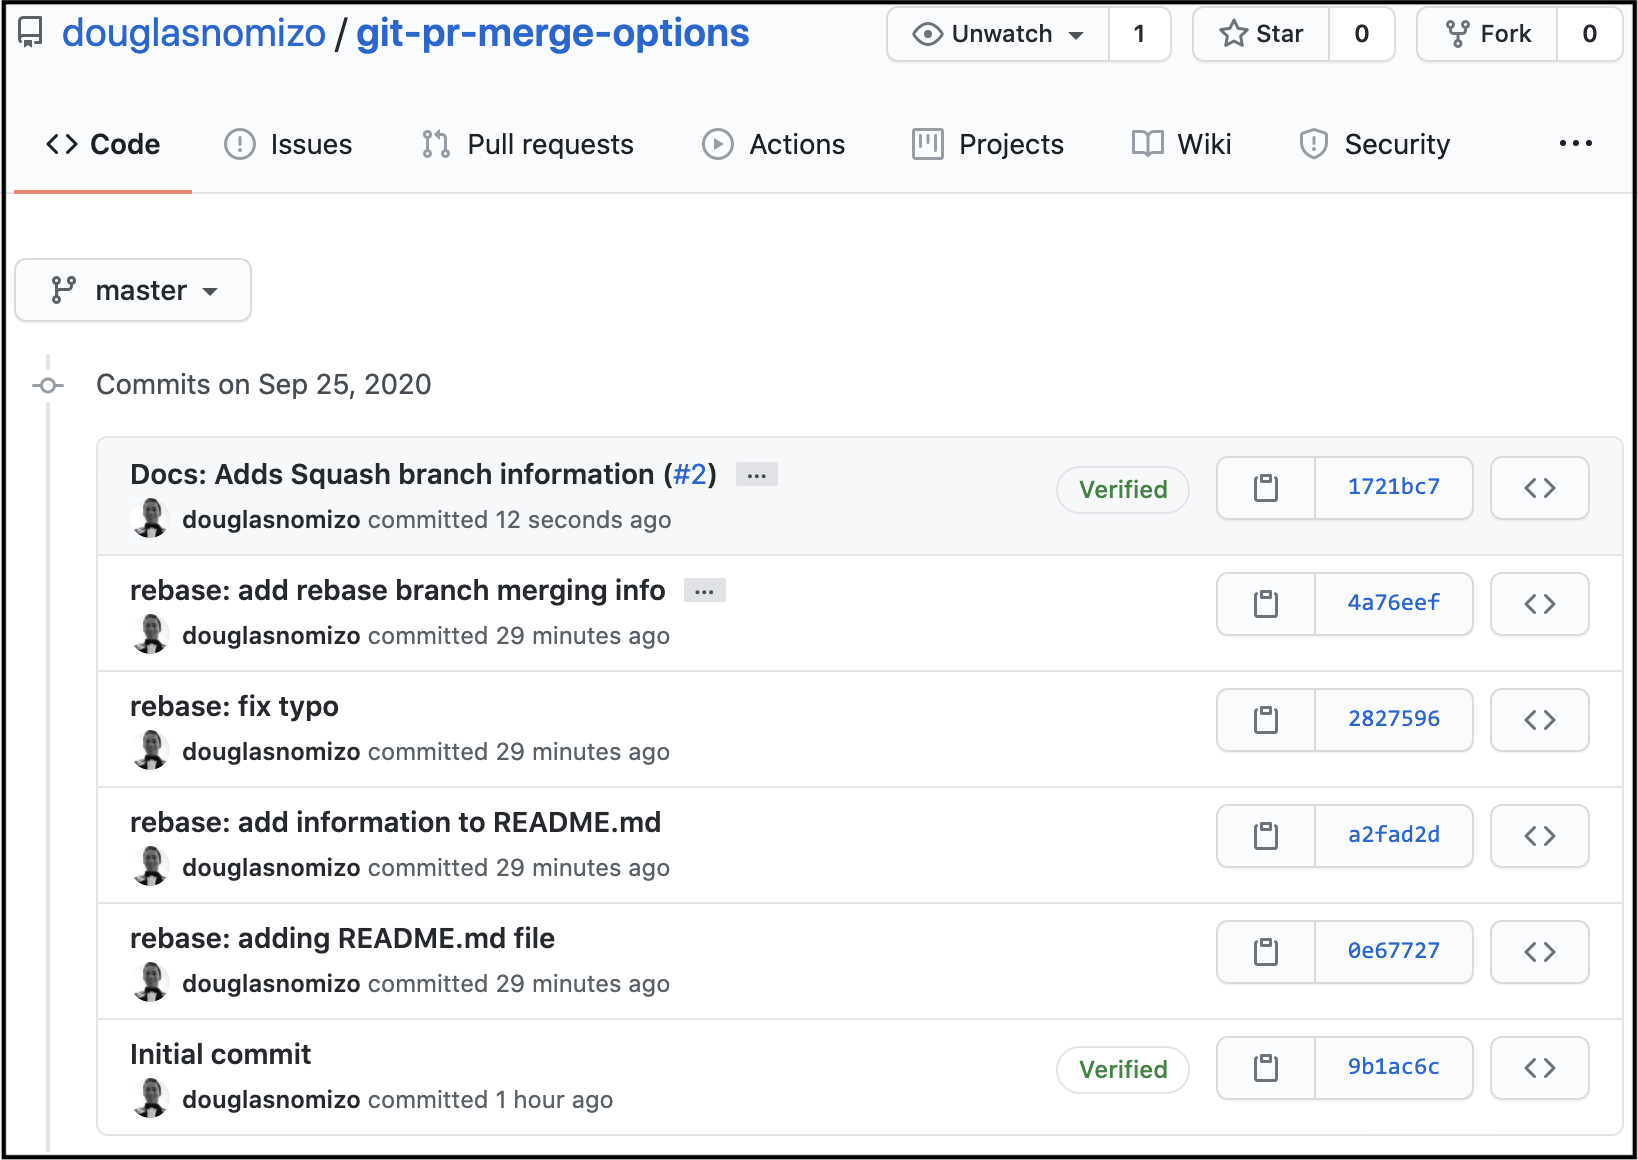 douglasnomizo / git-pr-merge-options Unwatch 1 Star 0 Fork 0
Code Issues Pull requests Actions Projects Wiki Security ...
master
Commits on Sep 25, 2020
Docs: Adds Squash branch information (#2) ...
Verified 1721bc7
douglasnomizo committed 12 seconds ago
rebase: add rebase branch merging info ...
4a76eef
douglasnomizo committed 29 minutes ago
rebase: fix typo
2827596
douglasnomizo committed 29 minutes ago
rebase: add information to README.md
a2fad2d
douglasnomizo committed 29 minutes ago
rebase: adding README.md file
0e67727
douglasnomizo committed 29 minutes ago
Initial commit
Verified 9b1ac6c
douglasnomizo committed 1 hour ago